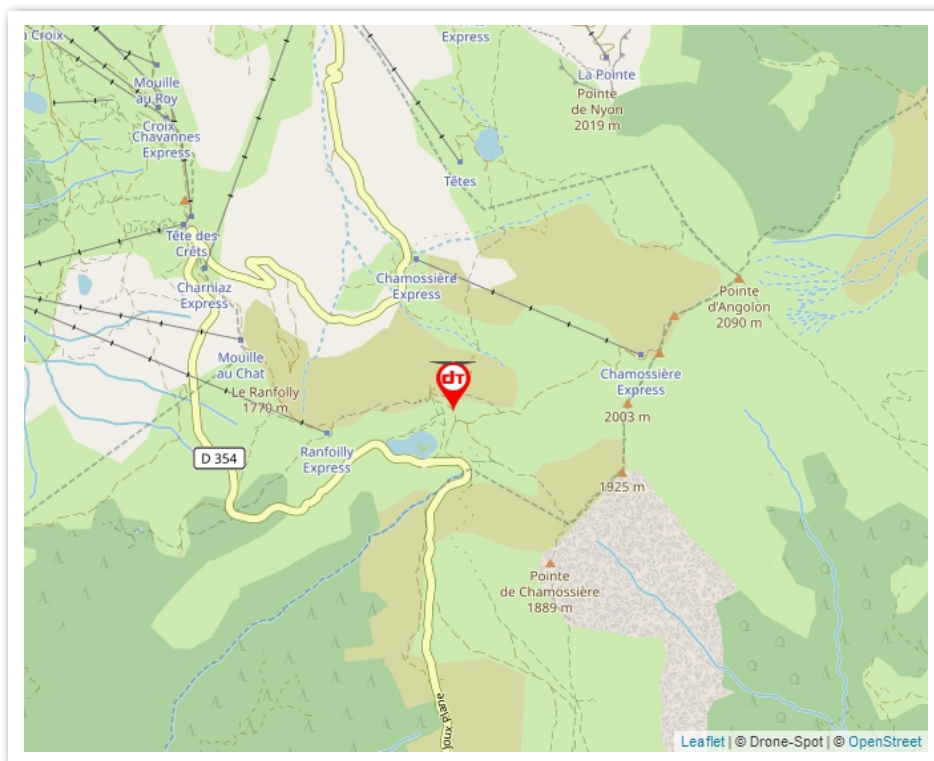 a Croix
Express
Mouille
au Roy
La Pointe
Pointe
de Nyon
2019 m
Croix
Chavannes
Express
Têtes
Tête des
Crêts
Charniaz
Express
Chamossière
Express
Pointe
d'Angolon
2090 m
Mouille
au Chat
dT
Chamossière
Express
Le Ranfolly
1770 m
2003 m
Ranfoilly
Express
D 354
1925 m
Pointe
de Chamossière
1889 m
Joux plane
Leaflet | © Drone-Spot | © OpenStreet